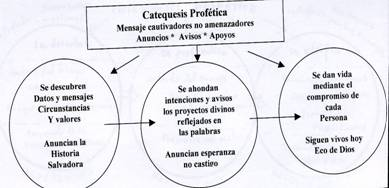 Catequesis Profética
Mensaje cautivadores no amenazadores
Anuncios * Avisos * Apoyos
Se descubren
Datos y mensajes
Circunstancias
Y valores
Anuncian la
Historia
Salvadora
Se ahondan
intenciones y avisos
los proyectos divinos
reflejados en
las palabras
Anuncian esperanza
no castigo
Se dan vida
mediante el
compromiso de
cada
Persona
Siguen vivos hoy
Eco de Dios